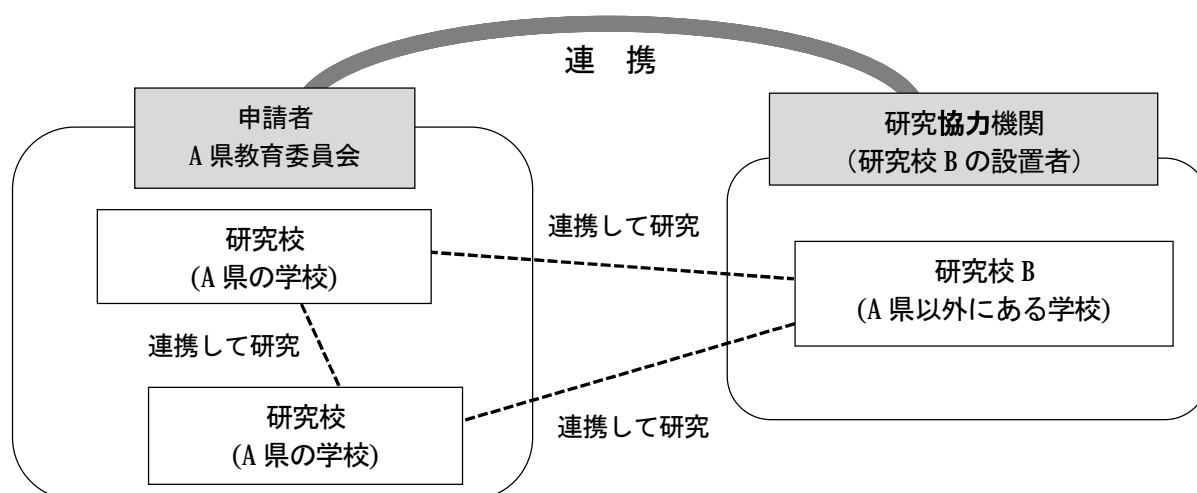 連 携
申請者
A 県教育委員会
研究協力機関
(研究校 B の設置者)
研究校
(A 県の学校)
連携して研究
研究校 B
(A 県以外にある学校)
連携して研究
研究校
(A 県の学校)
連携して研究